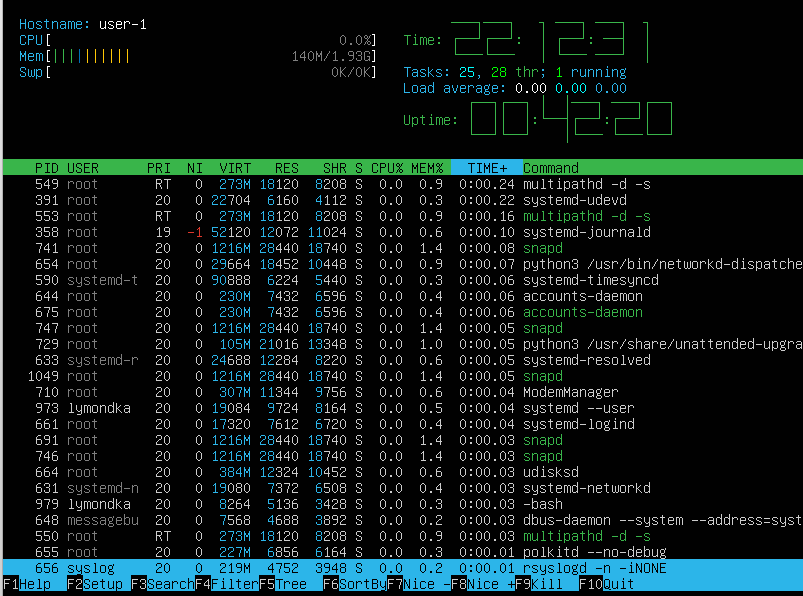 Hostname: user-1
CPU[ 0.0%] Time: 22:12:31
Mem[|||||||||| 140M/1.93G]
Swp[ 0K/0K] Tasks: 25, 28 thr; 1 running
Load average: 0.00 0.00 0.00
Uptime: 00:42:20
PID USER PRI NI VIRT RES SHR S CPU% MEM% TIME+ Command
549 root RT 0 273M 18120 8208 S 0.0 0.9 0:00.24 multipathd -d -s
391 root 20 0 22704 6160 4112 S 0.0 0.3 0:00.22 systemd-udevd
553 root RT 0 273M 18120 8208 S 0.0 0.9 0:00.16 multipathd -d -s
358 root 19 -1 52120 12072 11024 S 0.0 0.6 0:00.10 systemd-journald
741 root 20 0 1216M 28440 18740 S 0.0 1.4 0:00.08 snapd
654 root 20 0 29664 18452 10448 S 0.0 0.9 0:00.07 python3 /usr/bin/networkd-dispatche
590 systemd-t 20 0 90888 6224 5440 S 0.0 0.3 0:00.06 systemd-timesyncd
644 root 20 0 230M 7432 6596 S 0.0 0.4 0:00.06 accounts-daemon
675 root 20 0 230M 7432 6596 S 0.0 0.4 0:00.06 accounts-daemon
747 root 20 0 1216M 28440 18740 S 0.0 1.4 0:00.05 snapd
729 root 20 0 105M 21016 13348 S 0.0 1.0 0:00.05 python3 /usr/share/unattended-upgra
633 systemd-r 20 0 24688 12284 8220 S 0.0 0.6 0:00.05 systemd-resolved
1049 root 20 0 1216M 28440 18740 S 0.0 1.4 0:00.05 snapd
710 root 20 0 307M 11344 9756 S 0.0 0.6 0:00.04 ModemManager
973 lymondka 20 0 19084 9724 8164 S 0.0 0.5 0:00.04 systemd --user
661 root 20 0 17320 7612 6720 S 0.0 0.4 0:00.04 systemd-logind
691 root 20 0 1216M 28440 18740 S 0.0 1.4 0:00.03 snapd
746 root 20 0 1216M 28440 18740 S 0.0 1.4 0:00.03 snapd
664 root 20 0 384M 12324 10452 S 0.0 0.6 0:00.03 udisksd
631 systemd-n 20 0 19080 7372 6508 S 0.0 0.4 0:00.03 systemd-networkd
979 lymondka 20 0 8264 5136 3428 S 0.0 0.3 0:00.03 -bash
648 messagebu 20 0 7568 4688 3892 S 0.0 0.2 0:00.03 dbus-daemon --system --address=syst
550 root RT 0 273M 18120 8208 S 0.0 0.9 0:00.03 multipathd -d -s
655 root 20 0 227M 6856 6164 S 0.0 0.3 0:00.01 polkitd --no-debug
656 syslog 20 0 219M 4752 3948 S 0.0 0.2 0:00.01 rsyslogd -n -iNONE
F1Help F2Setup F3SearchF4FilterF5Tree F6SortByF7Nice -F8Nice +F9Kill F10Quit